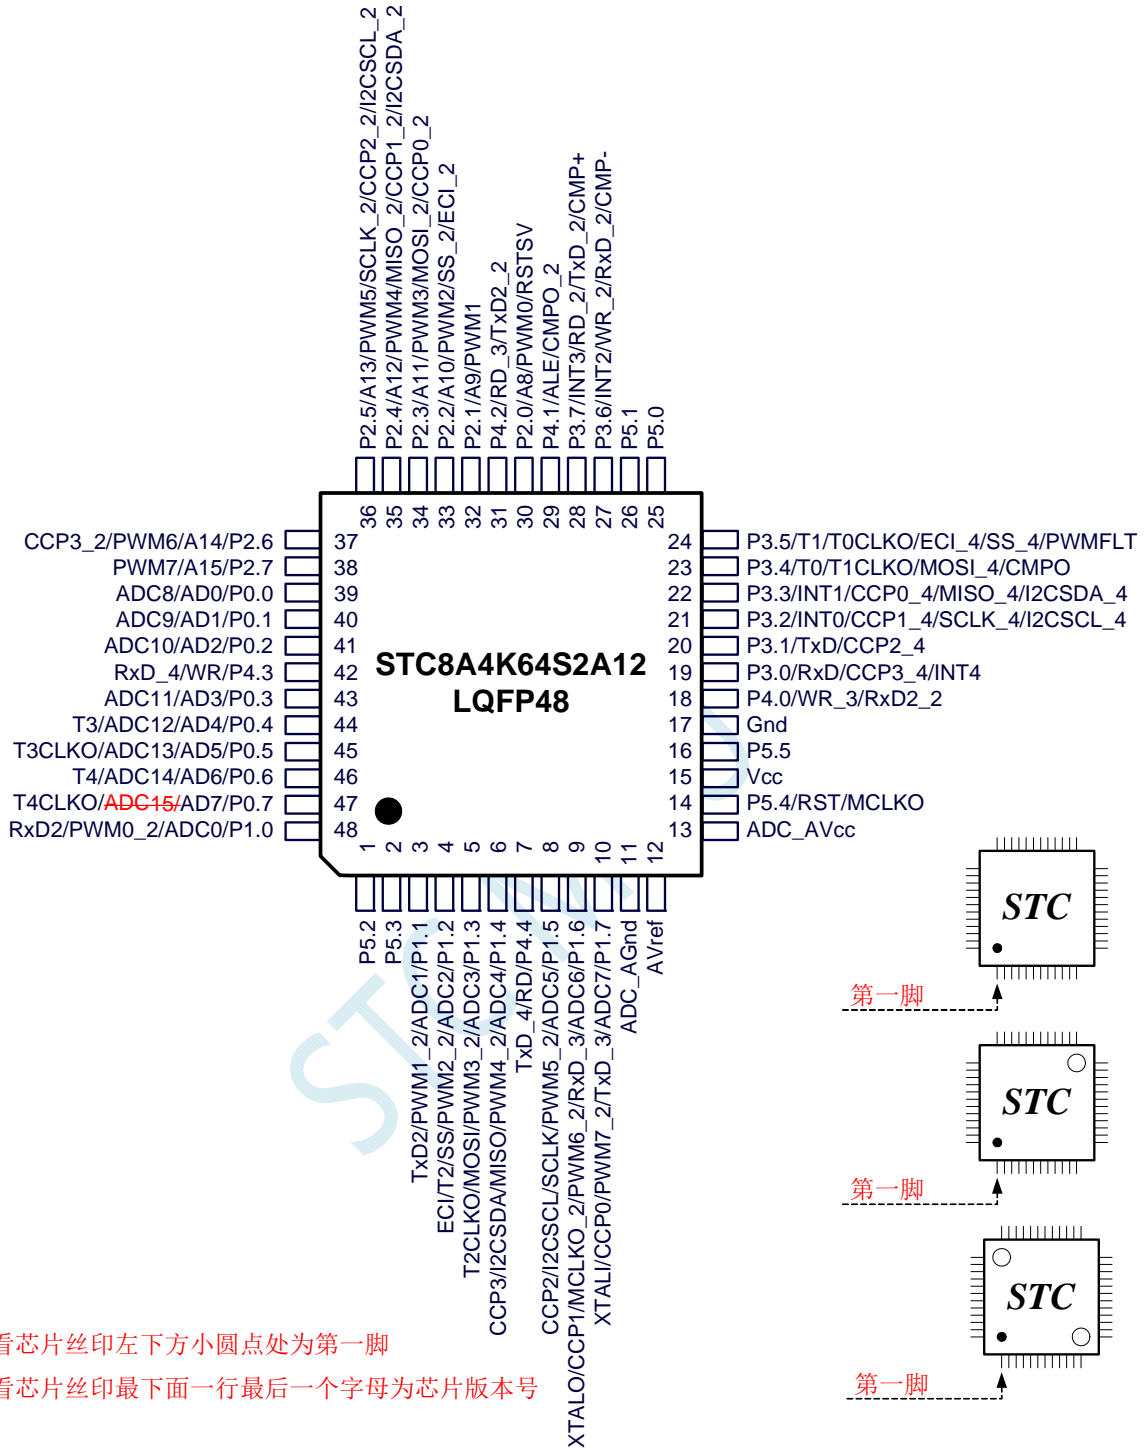 P2.5/A13/PWM5/SCLK_2/CCP2_2/I2CSCL_2
P2.4/A12/PWM4/MISO_2/CCP1_2/I2CSDA_2
P2.3/A11/PWM3/MOSI_2/CCP0_2
P2.2/A10/PWM2/SS_2/ECI_2
P2.1/A9/PWM1
P4.2/RD_3/TxD2_2
P2.0/A8/PWM0/RSTSV
P4.1/ALE/CMPO_2
P3.7/INT3/RD_2/TxD_2/CMP+
P3.6/INT2/WR_2/RxD_2/CMP-
P5.1
P5.0
36 35 34 33 32 31 30 29 28 27 26 25
CCP3_2/PWM6/A14/P2.6 37
PWM7/A15/P2.7 38
ADC8/AD0/P0.0 39
ADC9/AD1/P0.1 40
ADC10/AD2/P0.2 41
RxD_4/WR/P4.3 42
ADC11/AD3/P0.3 43
T3/ADC12/AD4/P0.4 44
T3CLKO/ADC13/AD5/P0.5 45
T4/ADC14/AD6/P0.6 46
T4CLKO/ADC15/AD7/P0.7 47
RxD2/PWM0_2/ADC0/P1.0 48
STC8A4K64S2A12
LQFP48
24 P3.5/T1/T0CLKO/ECI_4/SS_4/PWMFLT
23 P3.4/T0/T1CLKO/MOSI_4/CMPO
22 P3.3/INT1/CCP0_4/MISO_4/I2CSDA_4
21 P3.2/INT0/CCP1_4/SCLK_4/I2CSCL_4
20 P3.1/TxD/CCP2_4
19 P3.0/RxD/CCP3_4/INT4
18 P4.0/WR_3/RxD2_2
17 Gnd
16 P5.5
15 Vcc
14 P5.4/RST/MCLKO
13 ADC_AVcc
1 2 3 4 5 6 7 8 9 10 11 12
P5.2
P5.3
TxD2/PWM1_2/ADC1/P1.1
ECI/T2/SS/PWM2_2/ADC2/P1.2
T2CLKO/MOSI/PWM3_2/ADC3/P1.3
CCP3/I2CSDA/MISO/PWM4_2/ADC4/P1.4
TxD_4/RD/P4.4
CCP2/I2CSCL/SCLK/PWM5_2/ADC5/P1.5
XTALO/CCP1/MCLKO_2/PWM6_2/RxD_3/ADC6/P1.6
XTALI/CCP0/PWM7_2/TxD_3/ADC7/P1.7
ADC_AGnd
AVref
STC
第一脚
STC
第一脚
STC
第一脚
看芯片丝印左下方小圆点处为第一脚
看芯片丝印最下面一行最后一个字母为芯片版本号